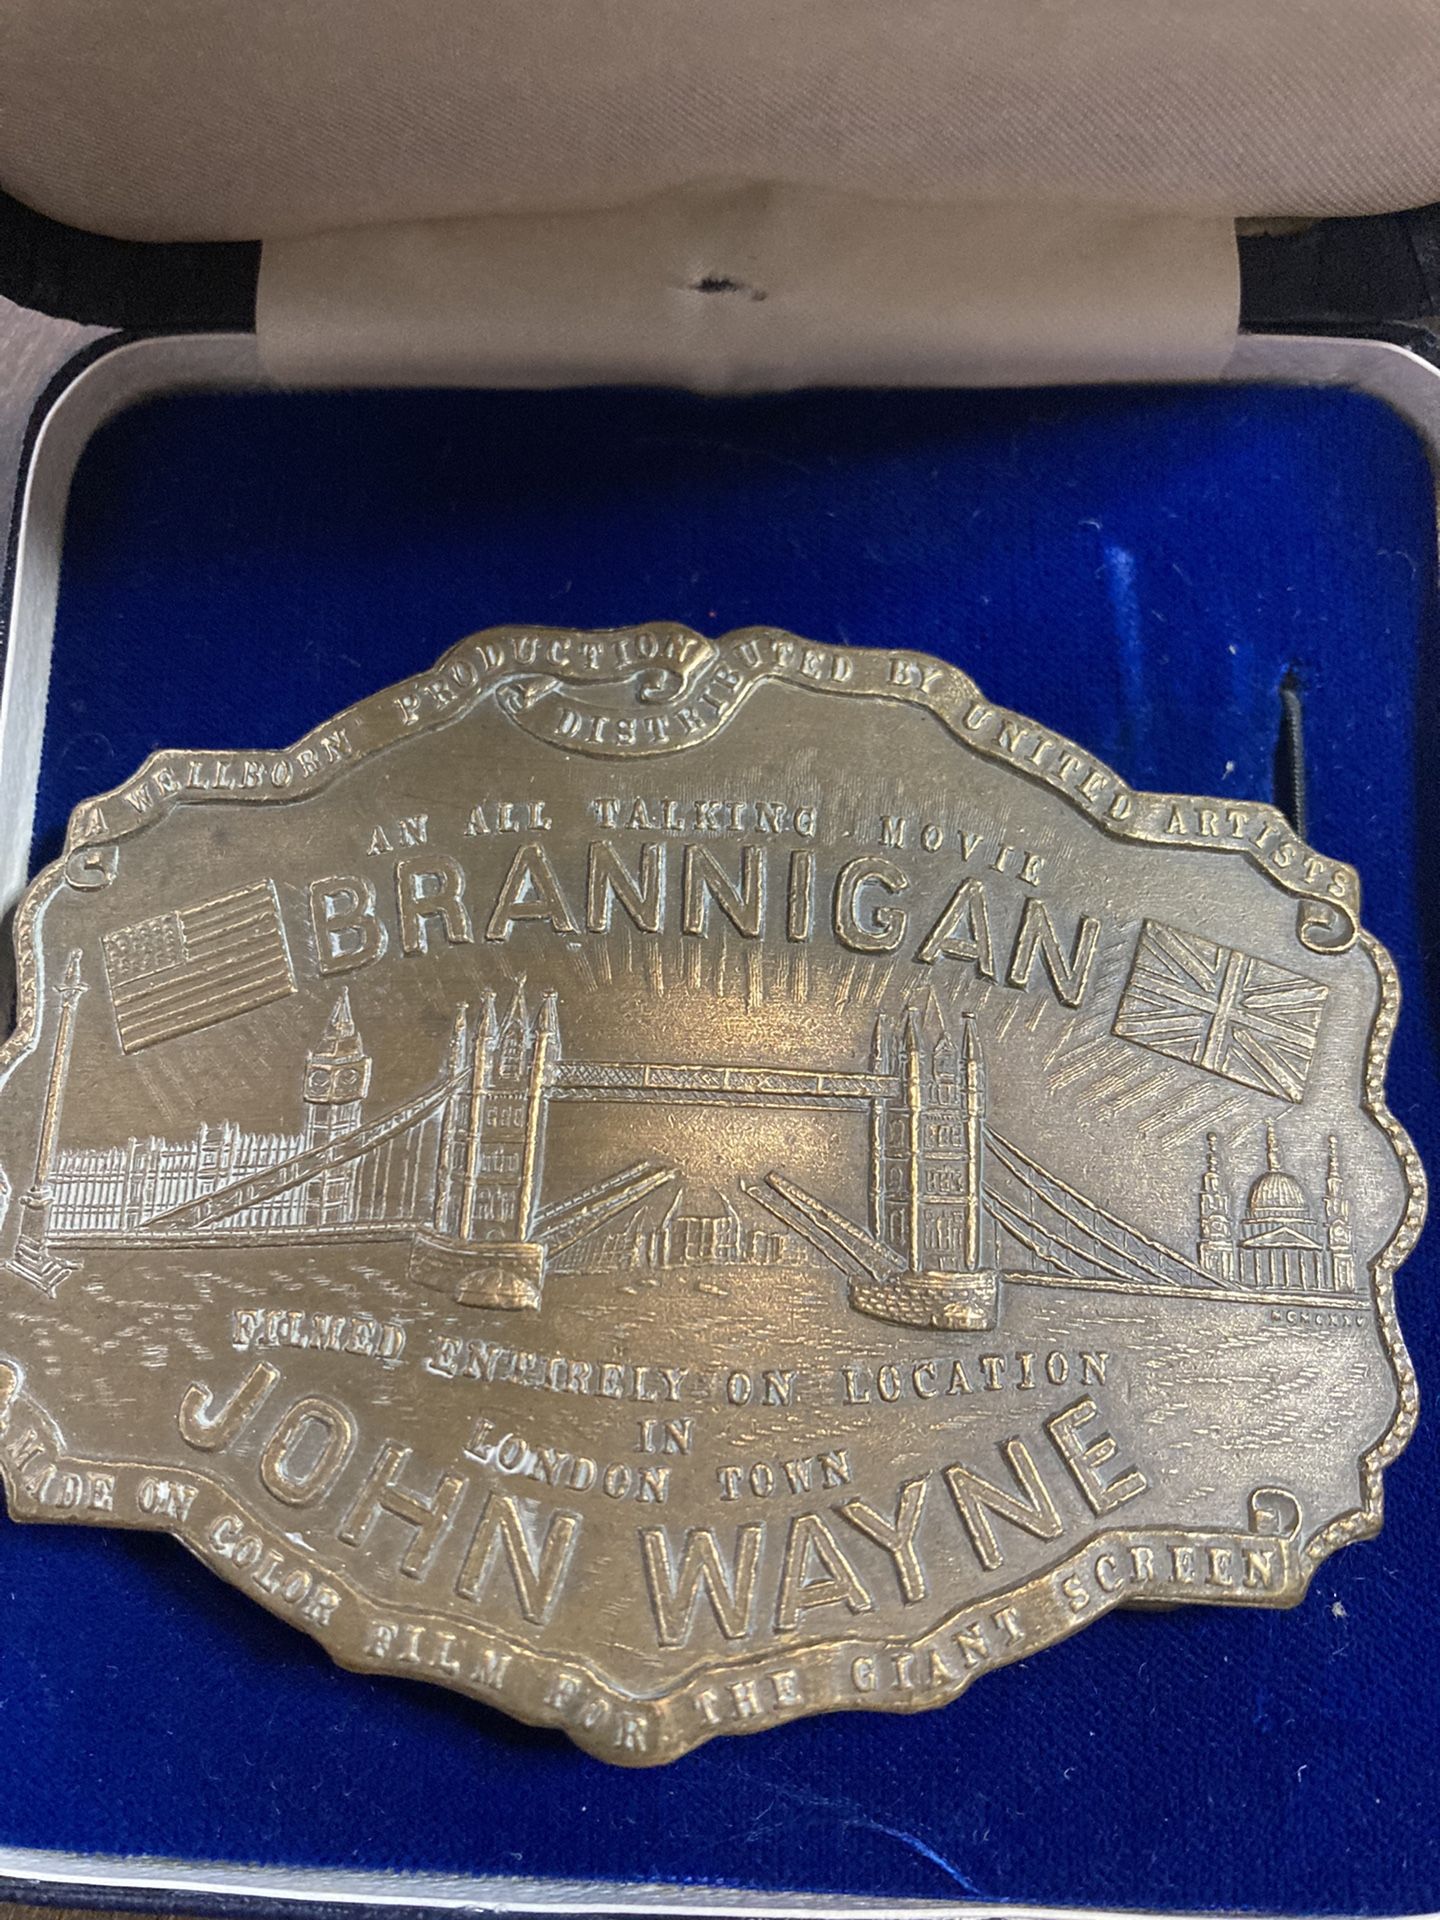 A WELLBORN PRODUCTION
DISTRIBUTED BY UNITED ARTISTS
AN ALL TALKING MOVIE
BRANNIGAN
FILMED ENTIRELY ON LOCATION
IN
LONDON TOWN
JOHN WAYNE
MADE ON COLOR FILM FOR THE GIANT SCREEN